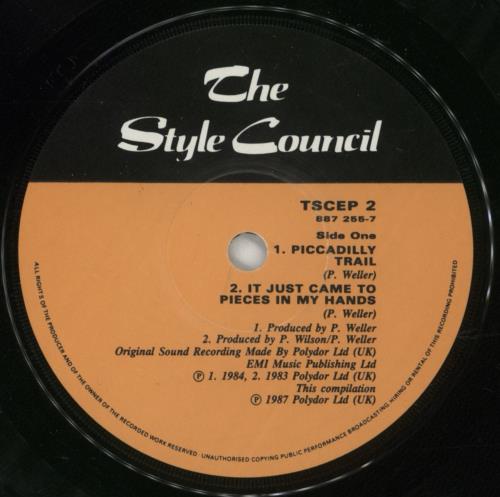 The
Style Council
TSCEP 2
887 255-7
Side One
1. PICCADILLY
TRAIL
(P. Weller)
2. IT JUST CAME TO
PIECES IN MY HANDS
(P. Weller)
1. Produced by P. Weller
2. Produced by P. Wilson/P. Weller
Original Sound Recording Made By Polydor Ltd (UK)
EMI Music Publishing Ltd
℗ 1. 1984, 2. 1983 Polydor Ltd (UK)
This compilation
℗ 1987 Polydor Ltd (UK)
ALL RIGHTS OF THE PRODUCER AND OF THE OWNER OF THE RECORDED WORK RESERVED · UNAUTHORISED COPYING PUBLIC PERFORMANCE BROADCASTING, HIRING OR RENTAL OF THIS RECORDING PROHIBITED